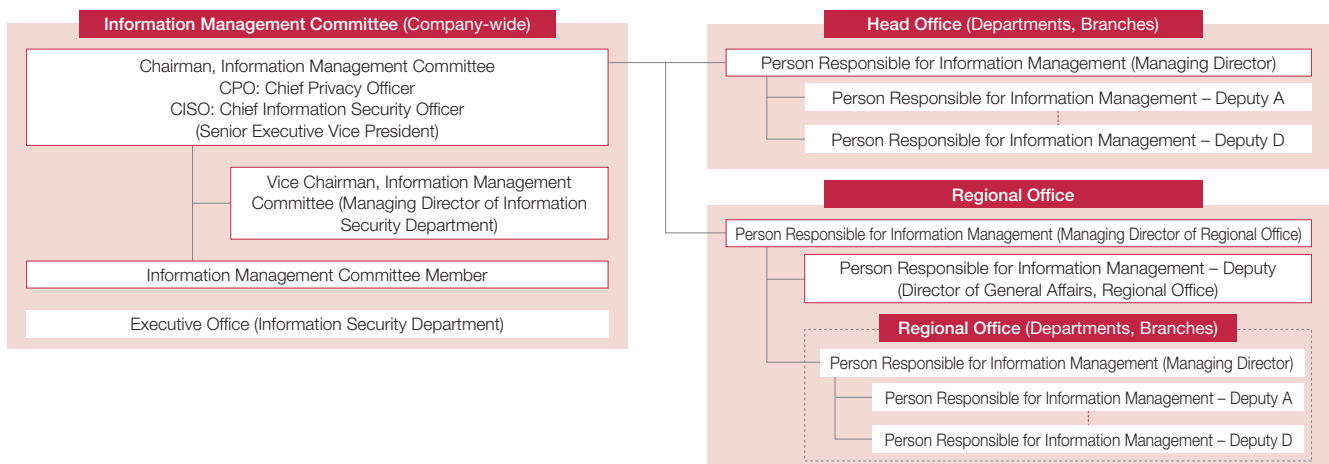 Information Management Committee (Company-wide)
Chairman, Information Management Committee
CPO: Chief Privacy Officer
CISO: Chief Information Security Officer
(Senior Executive Vice President)
Vice Chairman, Information Management
Committee (Managing Director of Information
Security Department)
Information Management Committee Member
Executive Office (Information Security Department)
Head Office (Departments, Branches)
Person Responsible for Information Management (Managing Director)
Person Responsible for Information Management – Deputy A
Person Responsible for Information Management – Deputy D
Regional Office
Person Responsible for Information Management (Managing Director of Regional Office)
Person Responsible for Information Management – Deputy
(Director of General Affairs, Regional Office)
Regional Office (Departments, Branches)
Person Responsible for Information Management (Managing Director)
Person Responsible for Information Management – Deputy A
Person Responsible for Information Management – Deputy D